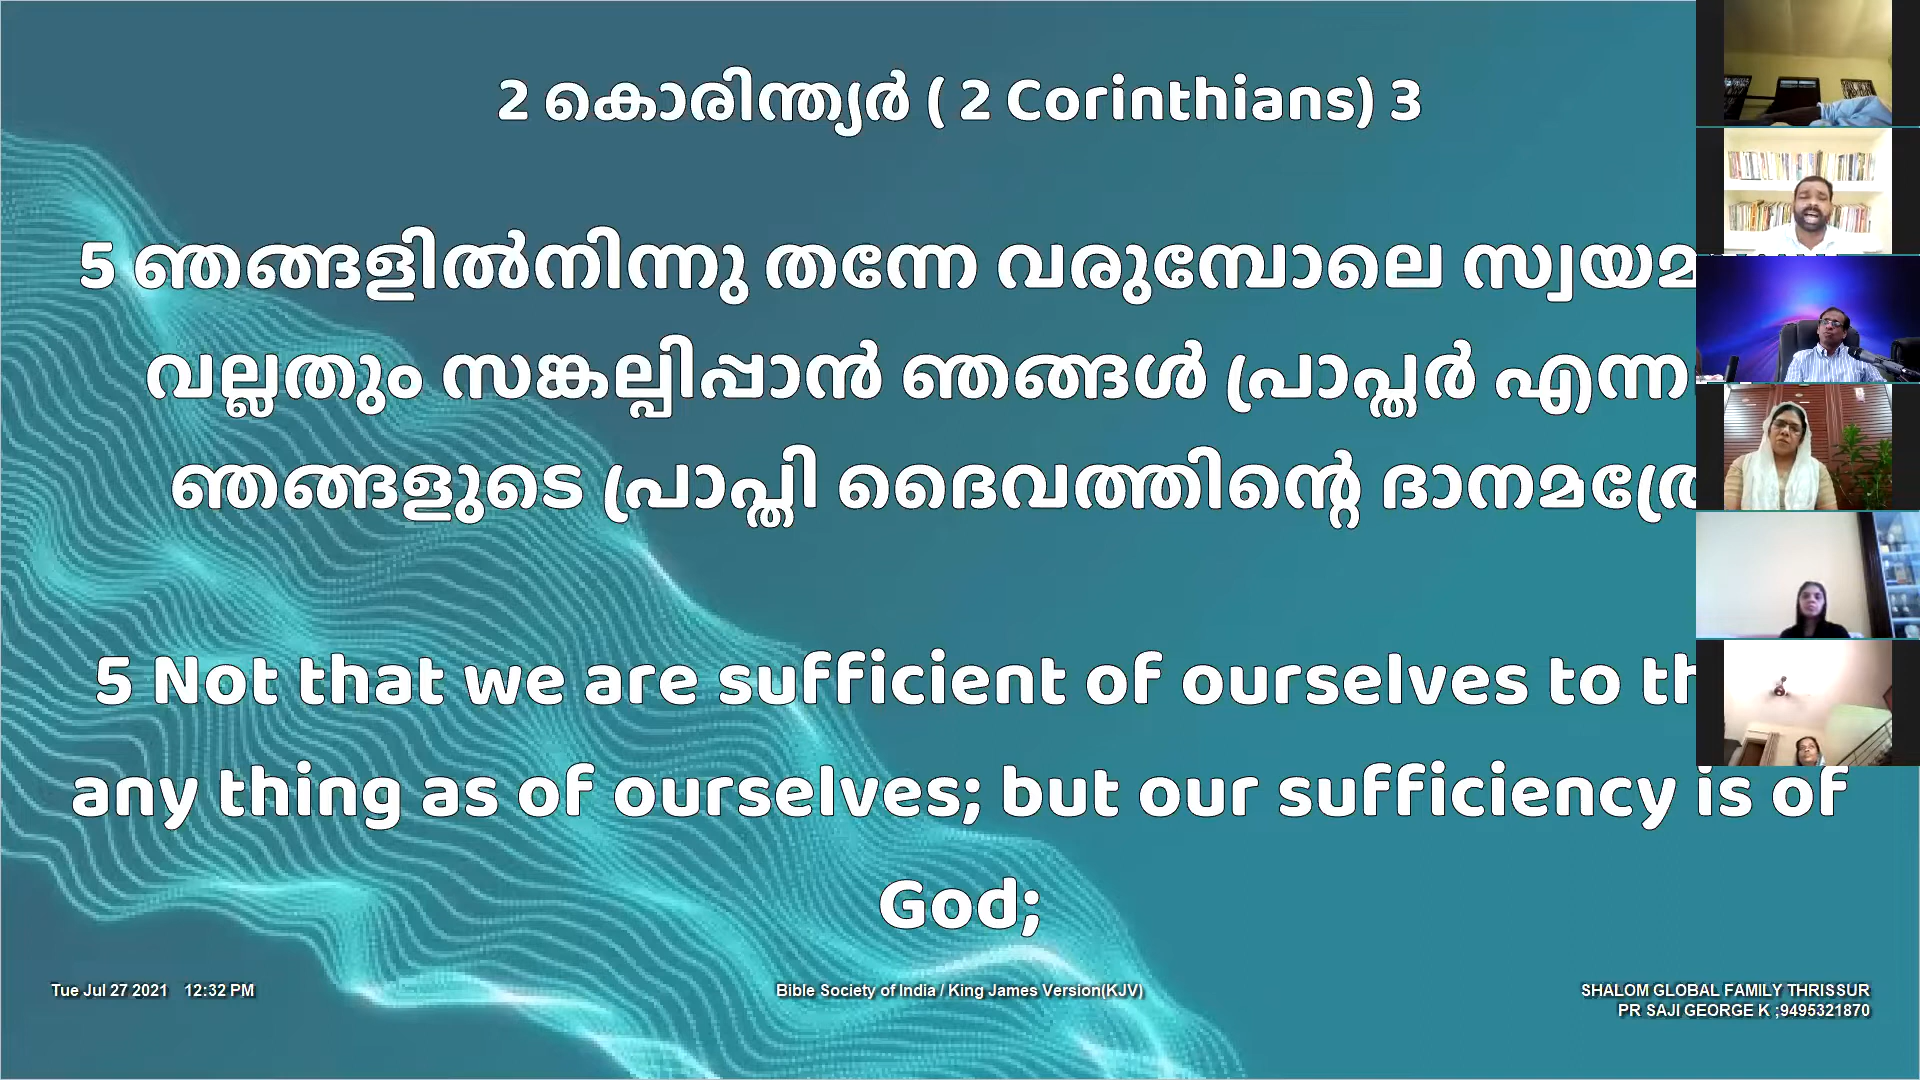 2 കൊരിന്ത്യർ ( 2 Corinthians) 3
5 ഞങ്ങളിൽനിന്നു തന്നേ വരുമ്പോലെ
വല്ലതും സങ്കല്പിപ്പാൻ ഞങ്ങൾ പ്രാപ്തർ
ഞങ്ങളുടെ പ്രാപ്തി ദൈവത്തിന്റെ ദാനമത്രേ
5 Not that we are sufficient of ourselves to
any thing as of ourselves; but our sufficiency is of
God;
Tue Jul 27 2021 12:32 PM
Bible Society of India / King James Version(KJV)
SHALOM GLOBAL FAMILY THRISSUR
PR SAJI GEORGE K ;9495321870